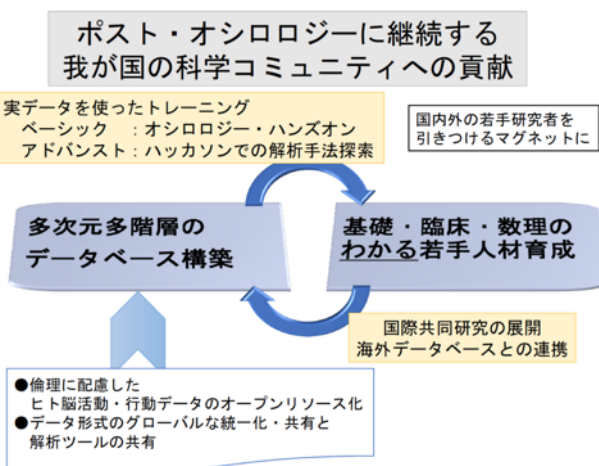 ポスト・オシロロジーに継続する
我が国の科学コミュニティへの貢献
実データを使ったトレーニング
ベーシック ：オシロロジー・ハンズオン
アドバンスト：ハッカソンでの解析手法探索
国内外の若手研究者を
引きつけるマグネットに
多次元多階層の
データベース構築
基礎・臨床・数理の
わかる若手人材育成
国際共同研究の展開
海外データベースとの連携
●倫理に配慮した
ヒト脳活動・行動データのオープンリソース化
●データ形式のグローバルな統一化・共有と
解析ツールの共有